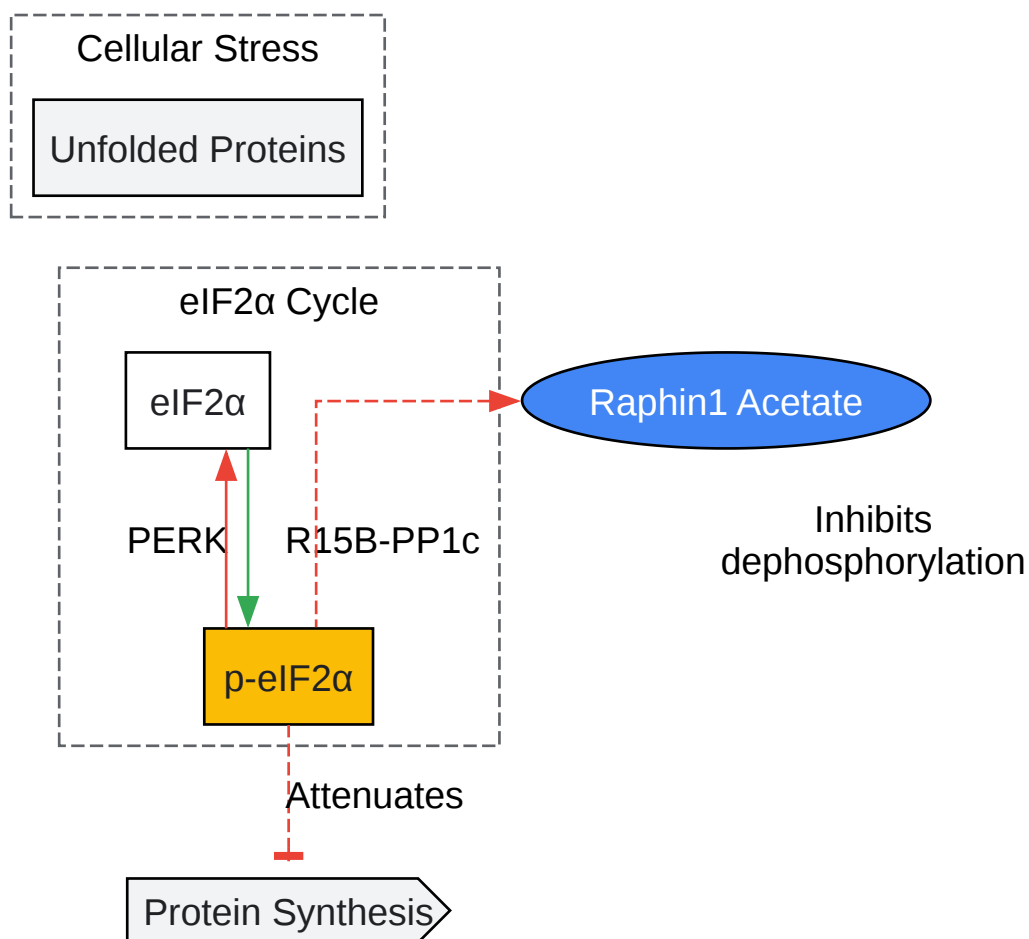 Cellular Stress
Unfolded Proteins
eIF2α Cycle
eIF2α
Raphin1 Acetate
PERK
R15B-PP1c
Inhibits
dephosphorylation
p-eIF2α
Attenuates
Protein Synthesis